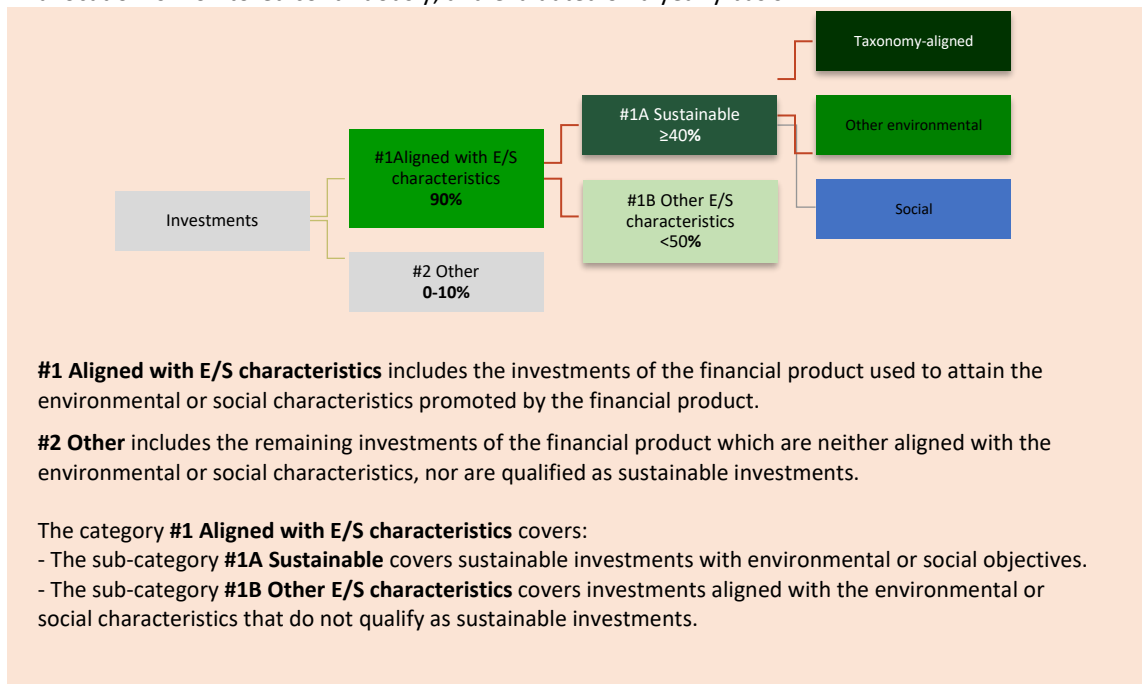 Taxonomy-aligned
#1A Sustainable
≥40%
Other environmental
#1Aligned with E/S
characteristics
90%
#1B Other E/S
characteristics
<50%
Social
Investments
#2 Other
0-10%
#1 Aligned with E/S characteristics includes the investments of the financial product used to attain the
environmental or social characteristics promoted by the financial product.
#2 Other includes the remaining investments of the financial product which are neither aligned with the
environmental or social characteristics, nor are qualified as sustainable investments.
The category #1 Aligned with E/S characteristics covers:
- The sub-category #1A Sustainable covers sustainable investments with environmental or social objectives.
- The sub-category #1B Other E/S characteristics covers investments aligned with the environmental or
social characteristics that do not qualify as sustainable investments.